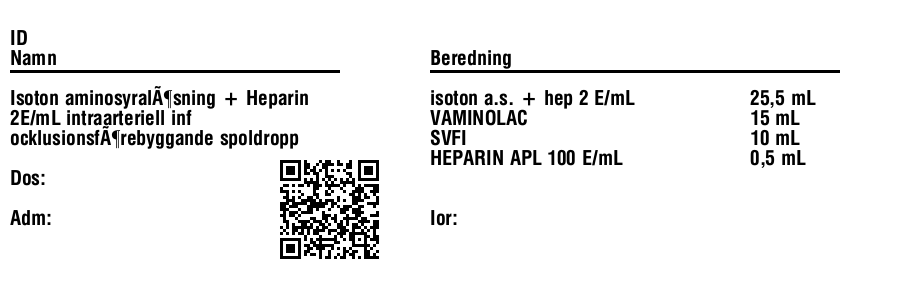 ID
Namn
Isoton aminosyralÃ¶sning + Heparin
2E/mL intraarteriell inf
ocklusionsfÃ¶rebyggande spoldropp
Dos:
Adm:
Beredning
isoton a.s. + hep 2 E/mL 25,5 mL
VAMINOLAC 15 mL
SVFI 10 mL
HEPARIN APL 100 E/mL 0,5 mL
Ior: